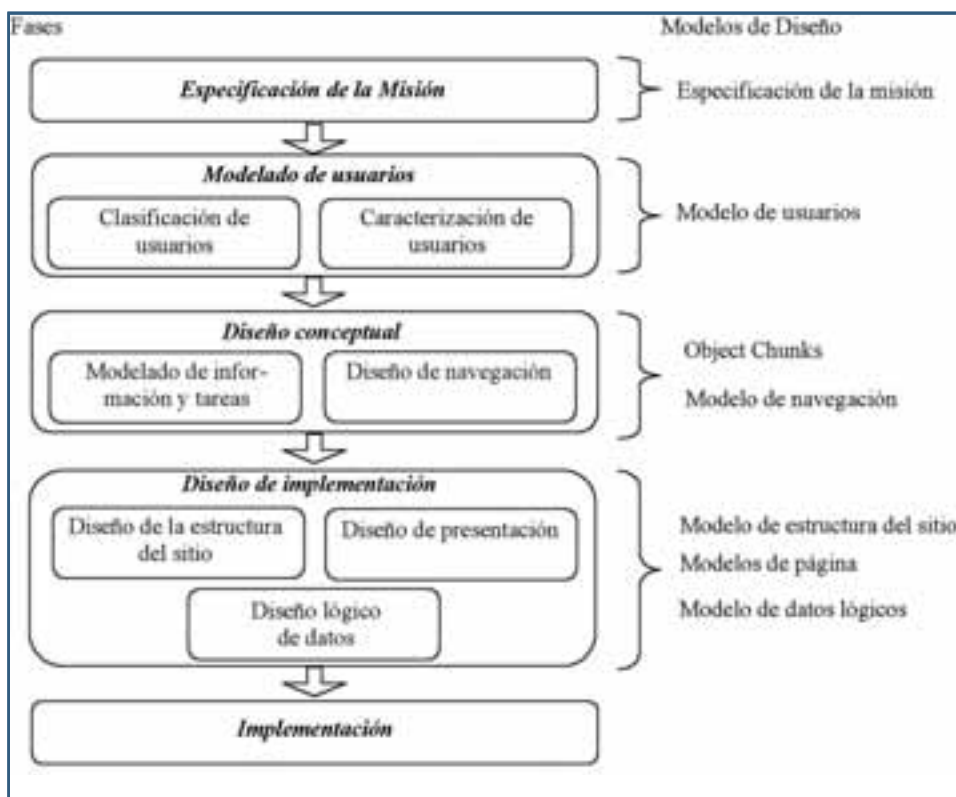 Fases
Modelos de Diseño
Especificación de la Misión
Especificación de la misión
Modelado de usuarios
Clasificación de
usuarios
Caracterización de
usuarios
Modelo de usuarios
Diseño conceptual
Modelado de infor-
mación y tareas
Diseño de navegación
Object Chunks
Modelo de navegación
Diseño de implementación
Diseño de la estructura
del sitio
Diseño de presentación
Diseño lógico
de datos
Modelo de estructura del sitio
Modelos de página
Modelo de datos lógicos
Implementación